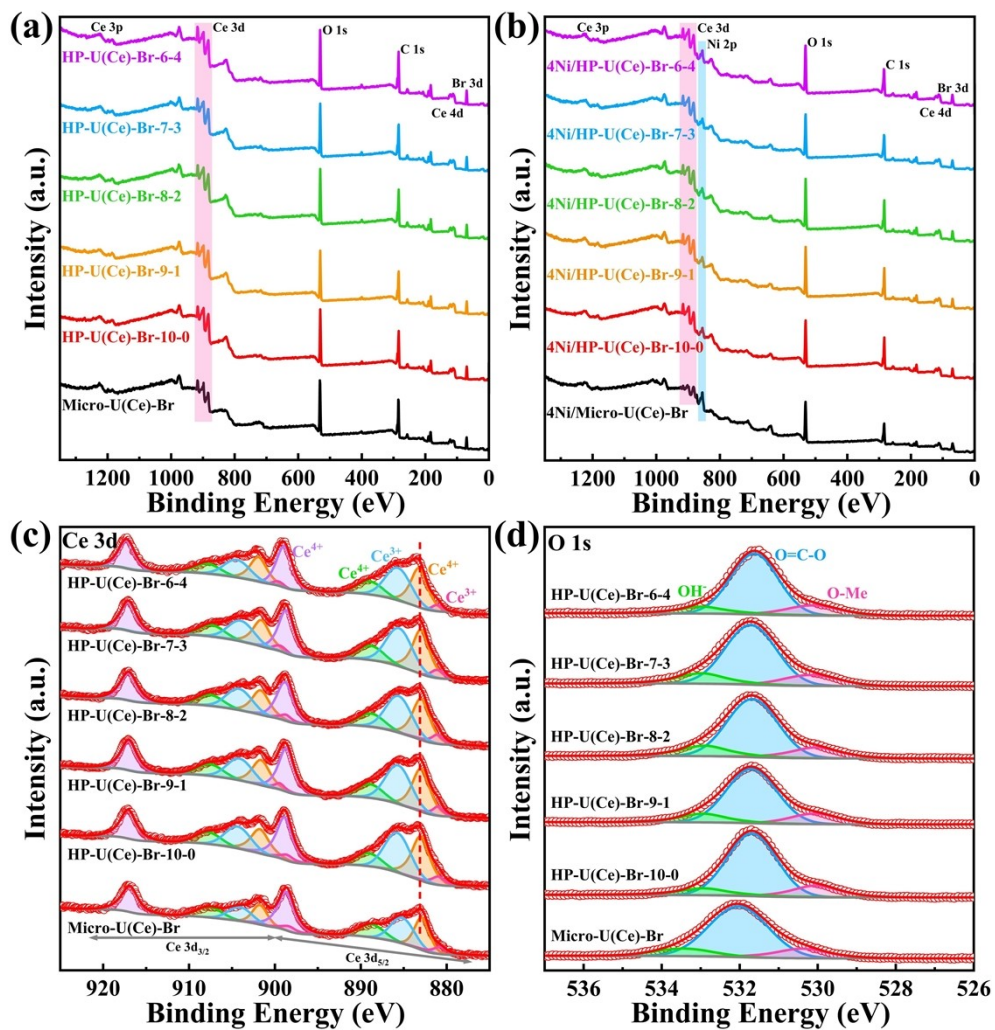 (a)
Ce 3p
Ce 3d
O 1s
C 1s
Br 3d
Ce 4d
HP-U(Ce)-Br-6-4
HP-U(Ce)-Br-7-3
HP-U(Ce)-Br-8-2
HP-U(Ce)-Br-9-1
HP-U(Ce)-Br-10-0
Micro-U(Ce)-Br
Intensity (a.u.)
1200 1000 800 600 400 200 0
Binding Energy (eV)
(b)
Ce 3p
Ce 3d
Ni 2p
O 1s
C 1s
Br 3d
Ce 4d
4Ni/HP-U(Ce)-Br-6-4
4Ni/HP-U(Ce)-Br-7-3
4Ni/HP-U(Ce)-Br-8-2
4Ni/HP-U(Ce)-Br-9-1
4Ni/HP-U(Ce)-Br-10-0
4Ni/Micro-U(Ce)-Br
Intensity (a.u.)
1200 1000 800 600 400 200 0
Binding Energy (eV)
(c)
Ce 3d
Ce⁴⁺
Ce⁴⁺
Ce³⁺
Ce⁴⁺
Ce³⁺
HP-U(Ce)-Br-6-4
HP-U(Ce)-Br-7-3
HP-U(Ce)-Br-8-2
HP-U(Ce)-Br-9-1
HP-U(Ce)-Br-10-0
Micro-U(Ce)-Br
Ce 3d₃/₂
Ce 3d₅/₂
Intensity (a.u.)
920 910 900 890 880
Binding Energy (eV)
(d)
O 1s
O=C-O
OH⁻
O-Me
HP-U(Ce)-Br-6-4
HP-U(Ce)-Br-7-3
HP-U(Ce)-Br-8-2
HP-U(Ce)-Br-9-1
HP-U(Ce)-Br-10-0
Micro-U(Ce)-Br
Intensity (a.u.)
536 534 532 530 528 526
Binding Energy (eV)